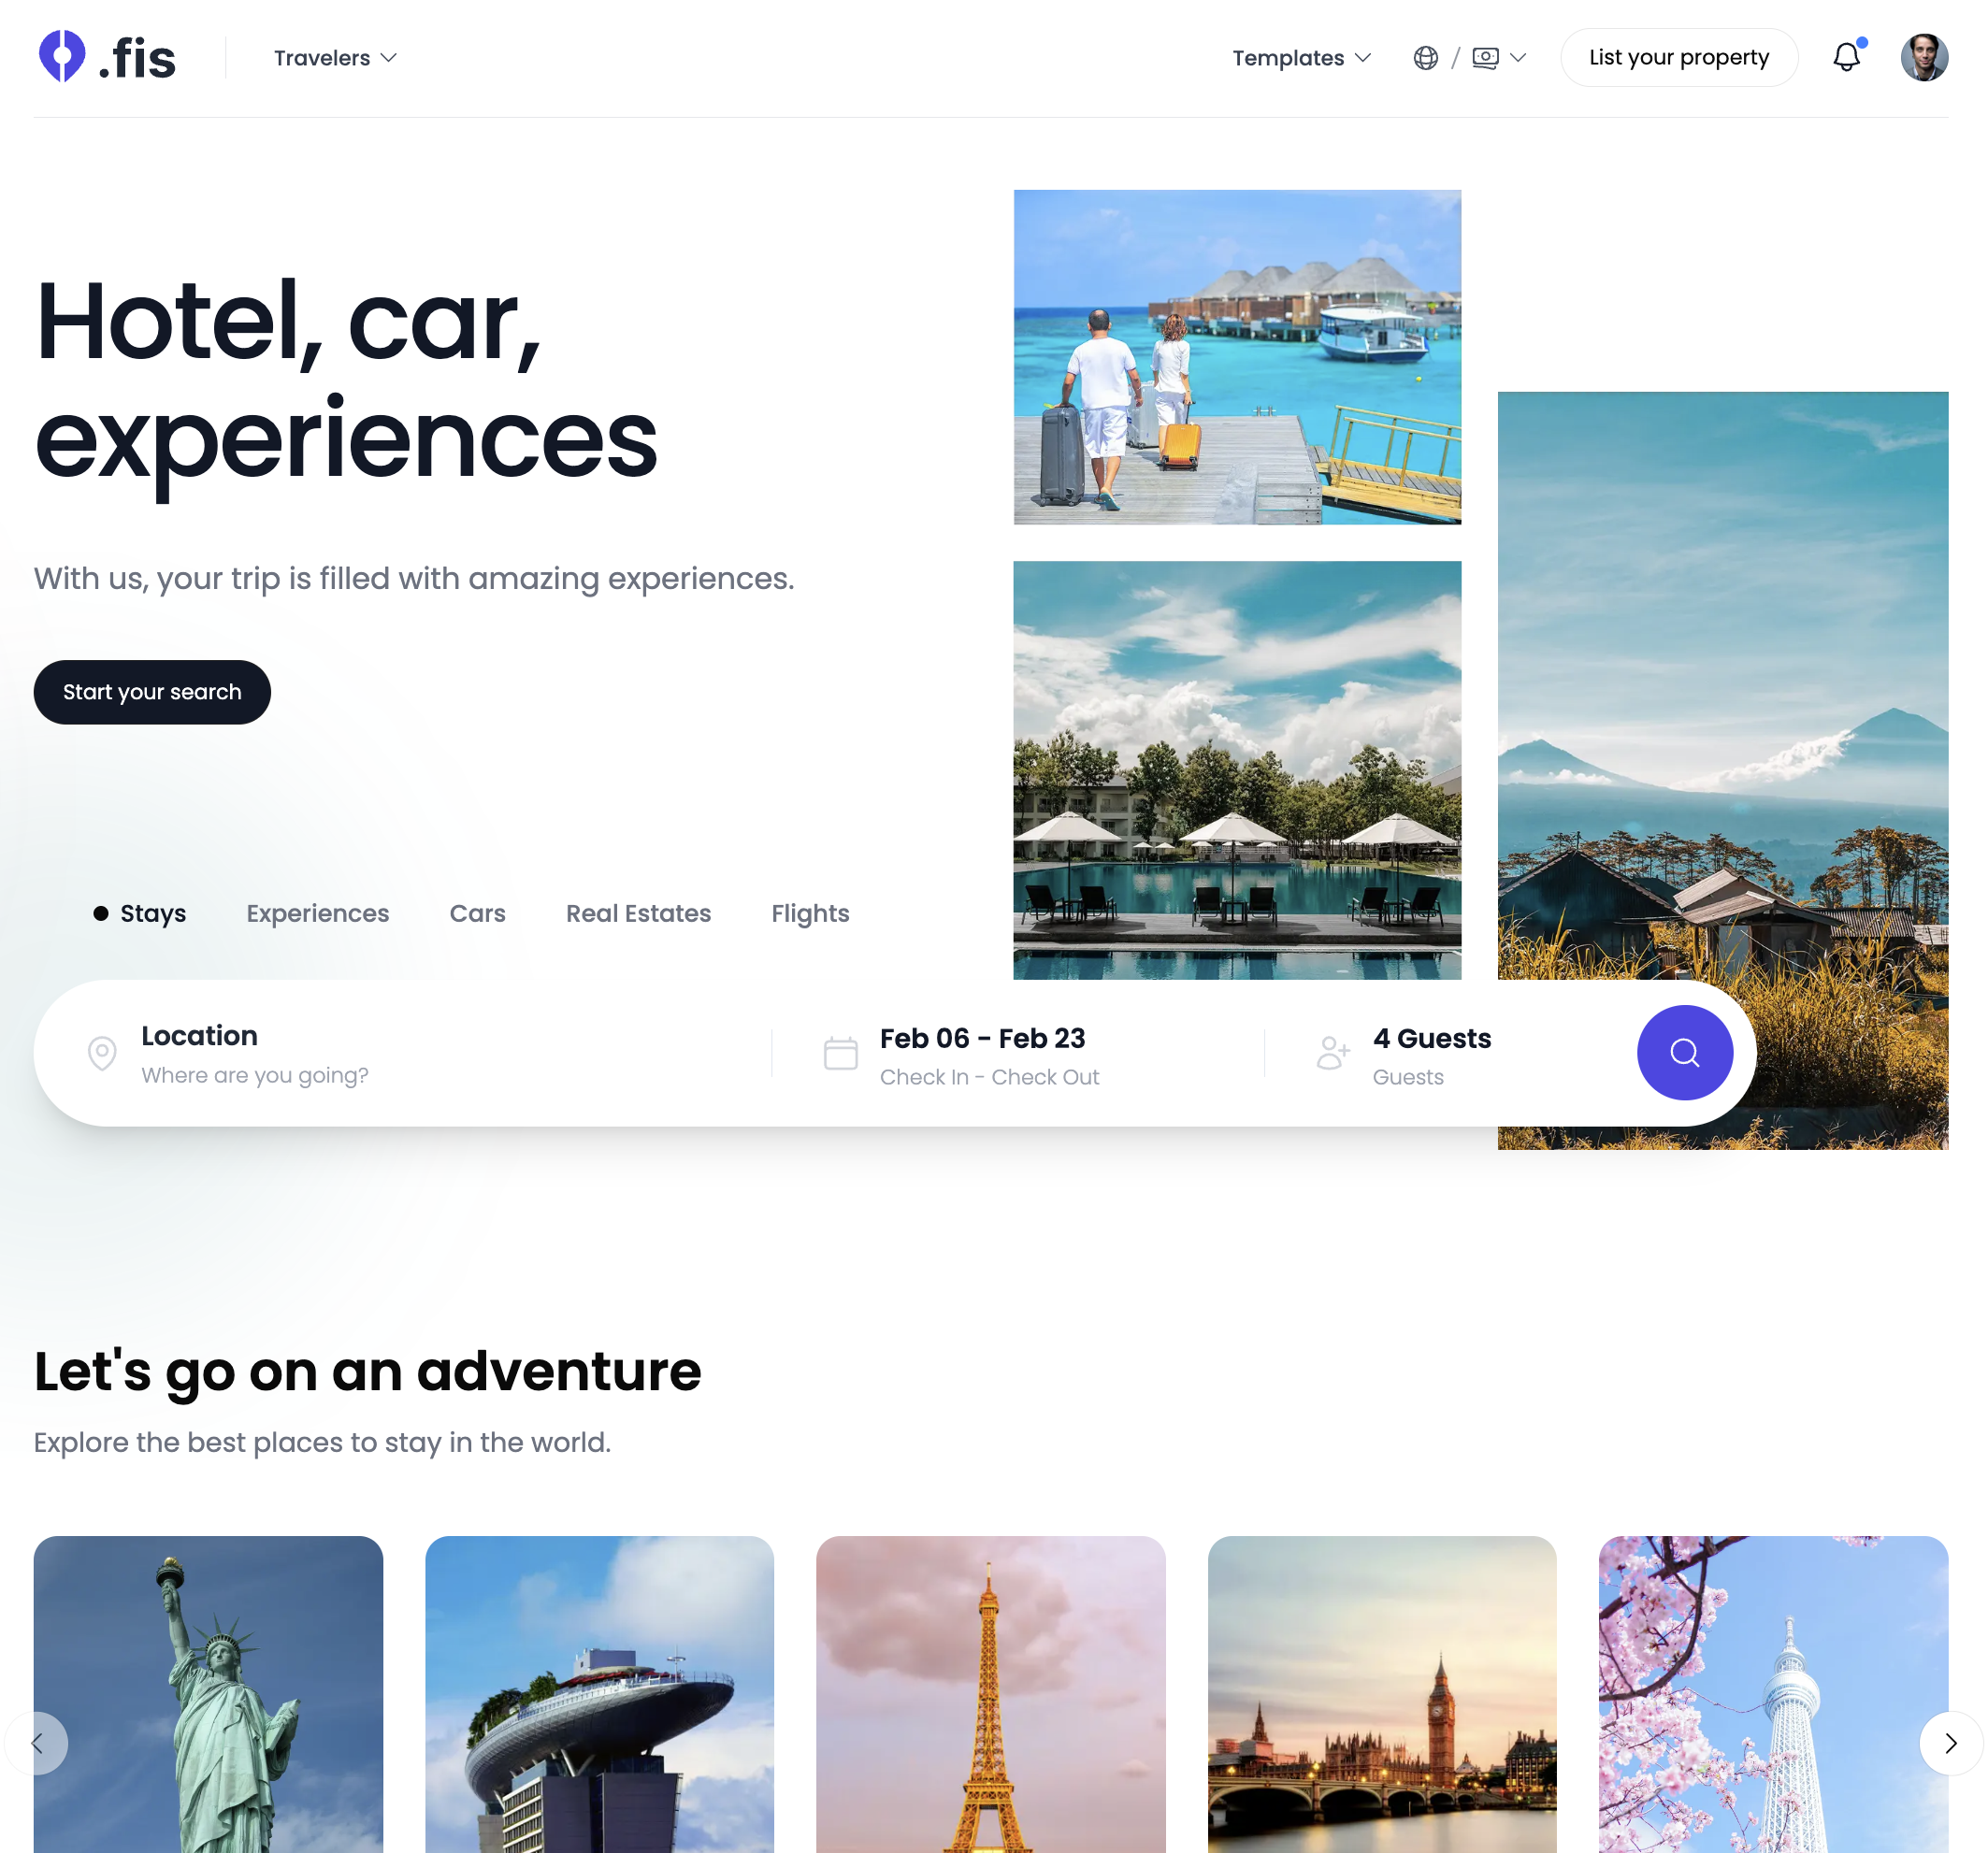 .fis
Travelers
Templates
/
List your property
Hotel, car,
experiences
With us, your trip is filled with amazing experiences.
Start your search
Stays
Experiences
Cars
Real Estates
Flights
Location
Where are you going?
Feb 06 - Feb 23
Check In - Check Out
4 Guests
Guests
Let's go on an adventure
Explore the best places to stay in the world.